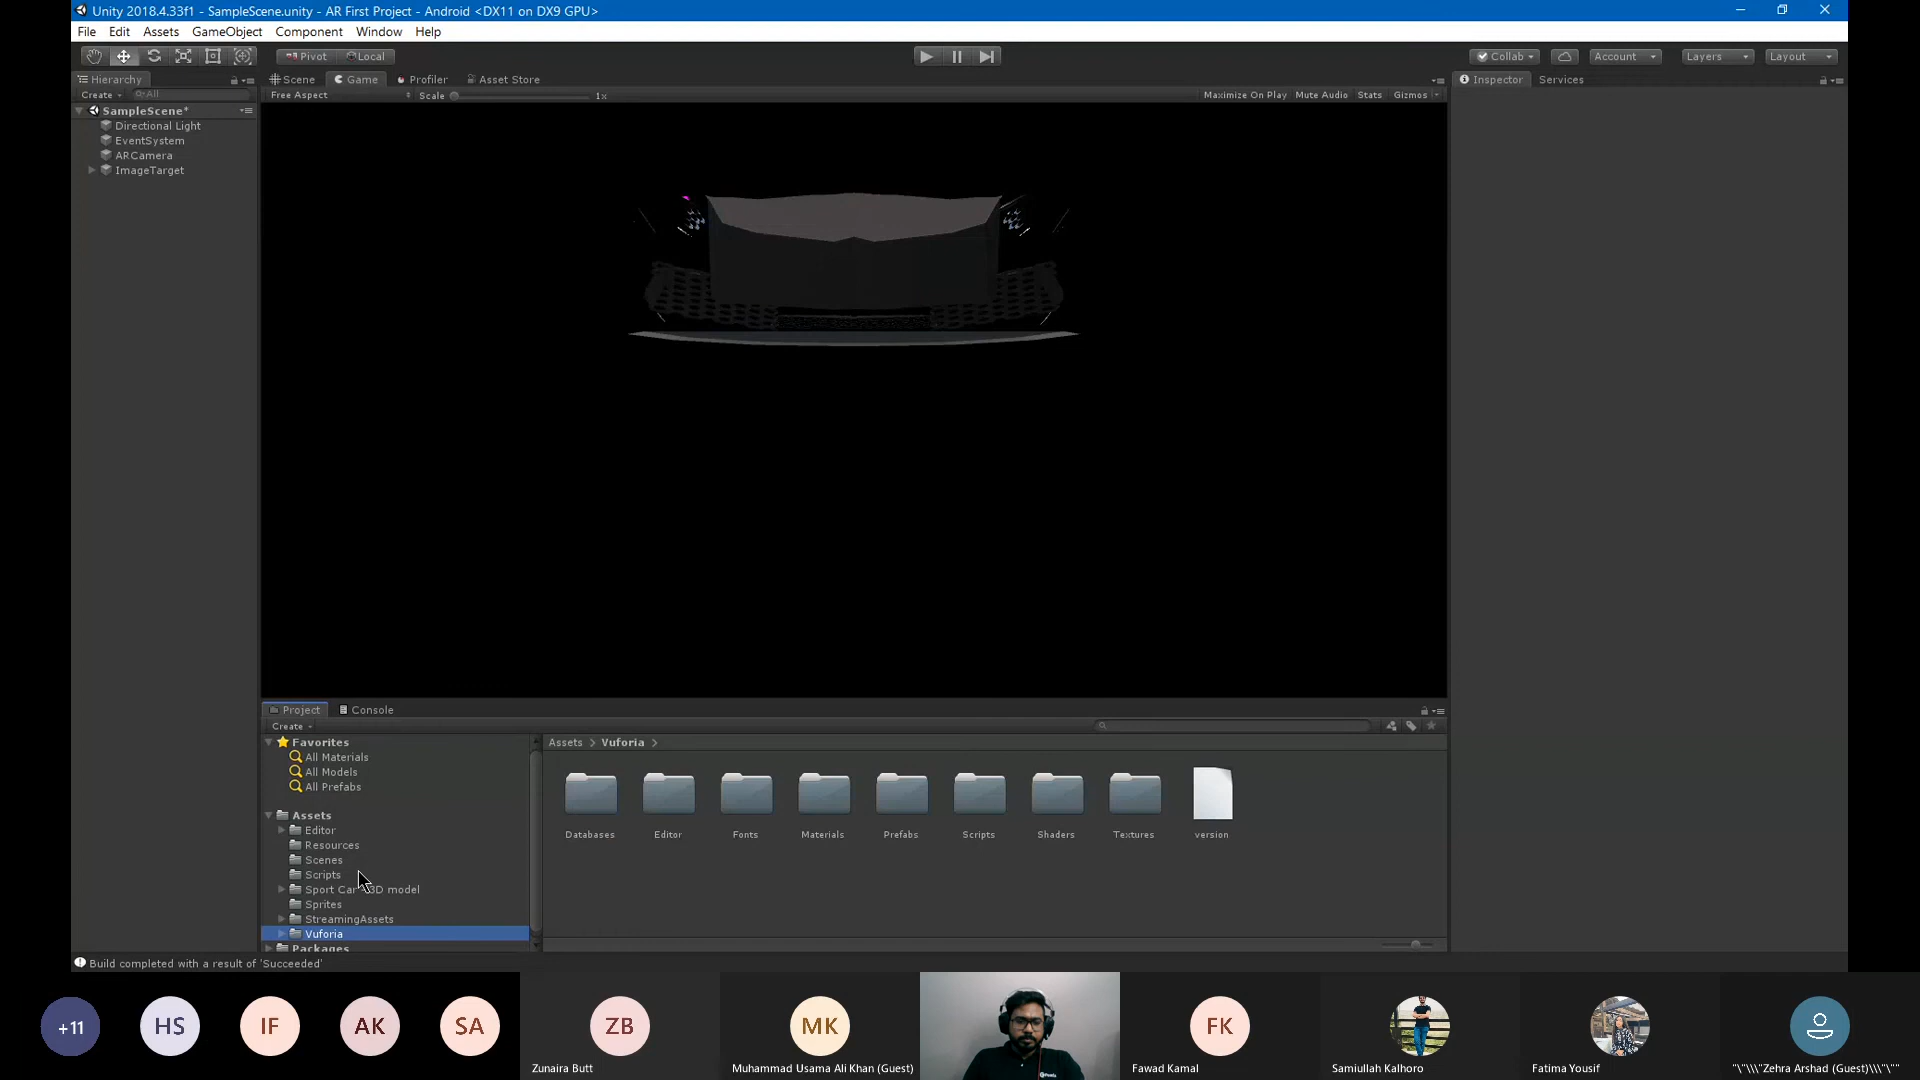 Unity 2018.4.33f1 - SampleScene.unity - AR First Project - Android <DX11 on DX9 GPU>
File Edit Assets GameObject Component Window Help
Pivot Local Collab Account Layers Layout
Hierarchy Scene Game Profiler Asset Store Inspector Services
Create All Free Aspect Scale 1x Maximize On Play Mute Audio Stats Gizmos
SampleScene*
Directional Light
EventSystem
ARCamera
ImageTarget
Project Console
Create
Favorites
All Materials
All Models
All Prefabs
Assets
Editor
Resources
Scenes
Scripts
Sport Car 3D model
Sprites
StreamingAssets
Vuforia
Packages
Assets > Vuforia >
Databases Editor Fonts Materials Prefabs Scripts Shaders Textures version
Build completed with a result of 'Succeeded'
+11 HS IF AK SA ZB MK FK
Zunaira Butt Muhammad Usama Ali Khan (Guest) Fawad Kamal Samiullah Kalhoro Fatima Yousif "\"\\\"Zehra Arshad (Guest)\\\"\""